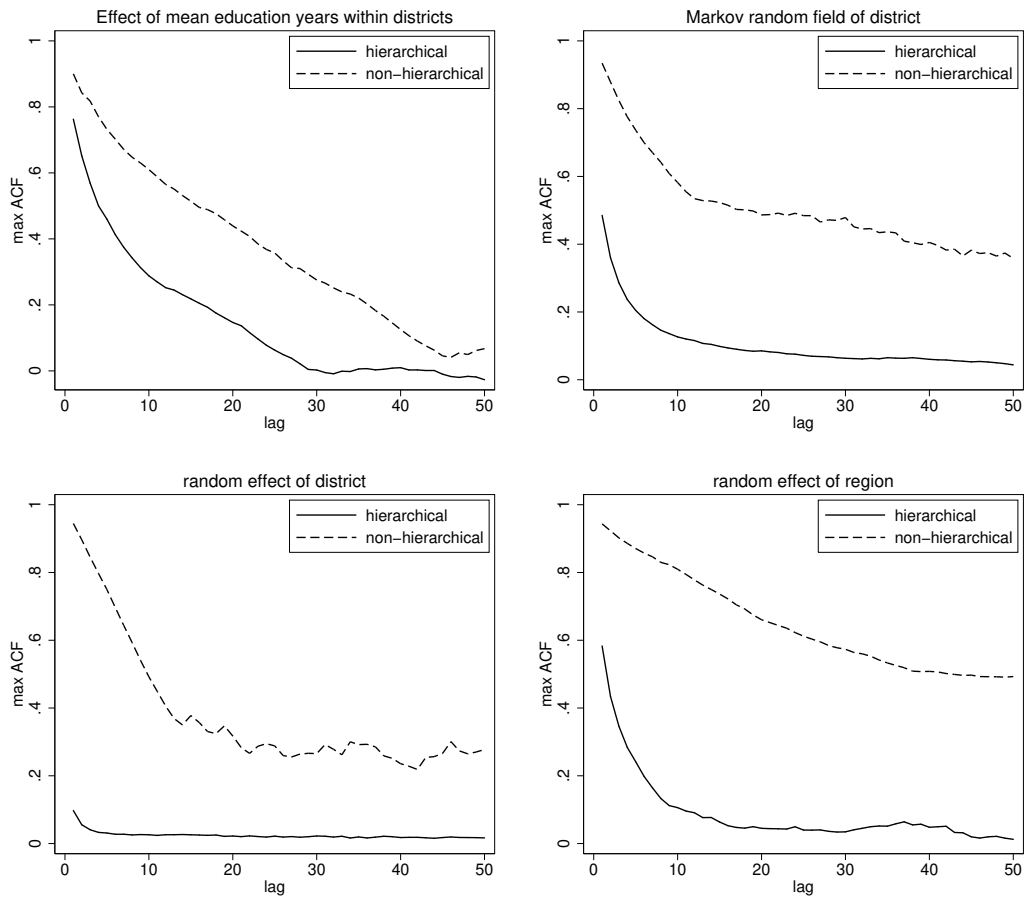 Effect of mean education years within districts
hierarchical
non−hierarchical
max ACF
1
.8
.6
.4
.2
0
0 10 20 30 40 50
lag
Markov random field of district
hierarchical
non−hierarchical
max ACF
1
.8
.6
.4
.2
0
0 10 20 30 40 50
lag
random effect of district
hierarchical
non−hierarchical
max ACF
1
.8
.6
.4
.2
0
0 10 20 30 40 50
lag
random effect of region
hierarchical
non−hierarchical
max ACF
1
.8
.6
.4
.2
0
0 10 20 30 40 50
lag